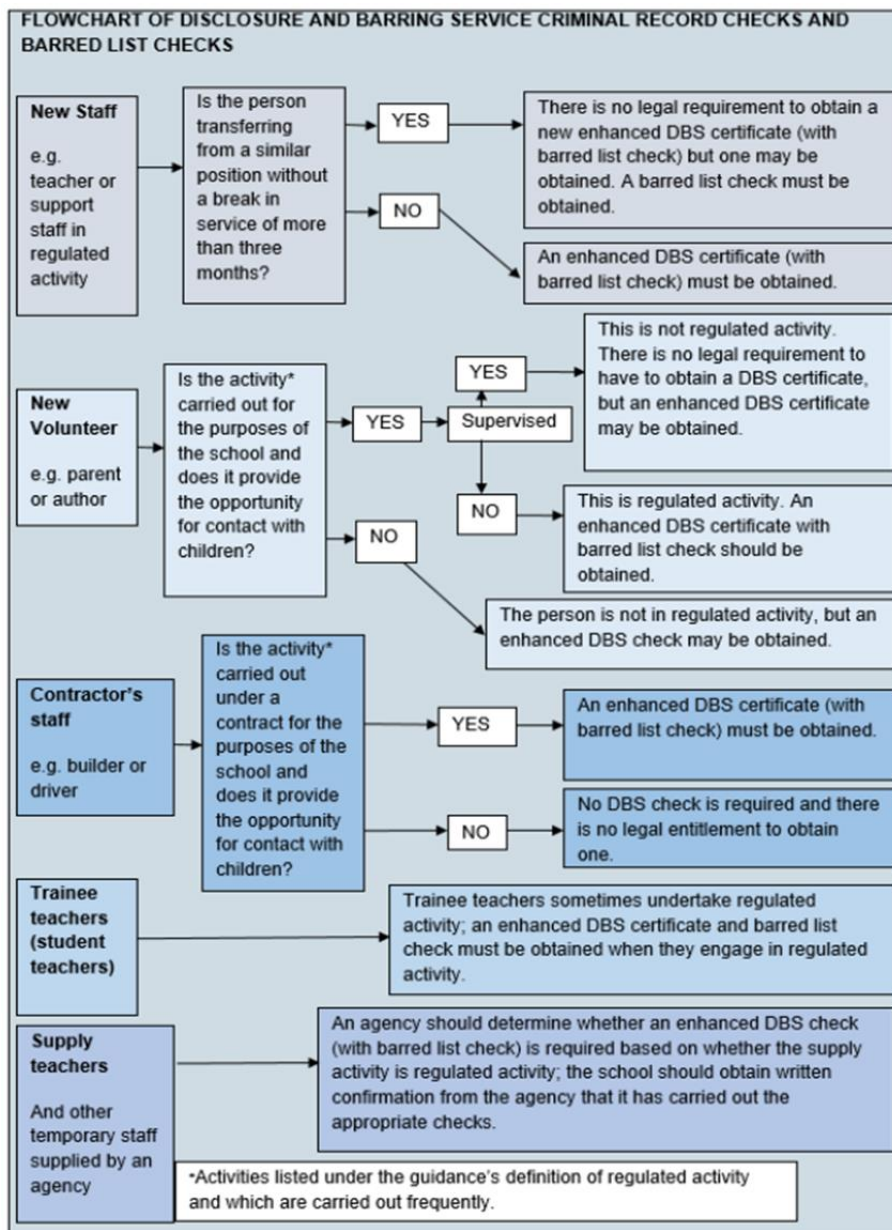 FLOWCHART OF DISCLOSURE AND BARRING SERVICE CRIMINAL RECORD CHECKS AND
BARRED LIST CHECKS
New Staff
e.g.
teacher or
support
staff in
regulated
activity
Is the person
transferring
from a similar
position without
a break in
service of more
than three
months?
YES
There is no legal requirement to obtain a
new enhanced DBS certificate (with
barred list check) but one may be
obtained. A barred list check must be
obtained.
NO
An enhanced DBS certificate (with
barred list check) must be obtained.
New
Volunteer
e.g. parent
or author
Is the activity*
carried out for
the purposes of
the school and
does it provide
the opportunity
for contact with
children?
YES
Supervised
YES
This is not regulated activity.
There is no legal requirement to
have to obtain a DBS certificate,
but an enhanced DBS certificate
may be obtained.
NO
This is regulated activity. An
enhanced DBS certificate with
barred list check should be
obtained.
NO
The person is not in regulated activity, but an
enhanced DBS check may be obtained.
Contractor's
staff
e.g. builder or
driver
Is the activity*
carried out
under a
contract for the
purposes of the
school and
does it provide
the opportunity
for contact with
children?
YES
An enhanced DBS certificate (with
barred list check) must be obtained.
NO
No DBS check is required and there
is no legal entitlement to obtain
one.
Trainee
teachers
(student
teachers)
Trainee teachers sometimes undertake regulated
activity; an enhanced DBS certificate and barred list
check must be obtained when they engage in regulated
activity.
Supply
teachers
And other
temporary staff
supplied by an
agency
An agency should determine whether an enhanced DBS check
(with barred list check) is required based on whether the supply
activity is regulated activity; the school should obtain written
confirmation from the agency that it has carried out the
appropriate checks.
*Activities listed under the guidance's definition of regulated activity
and which are carried out frequently.